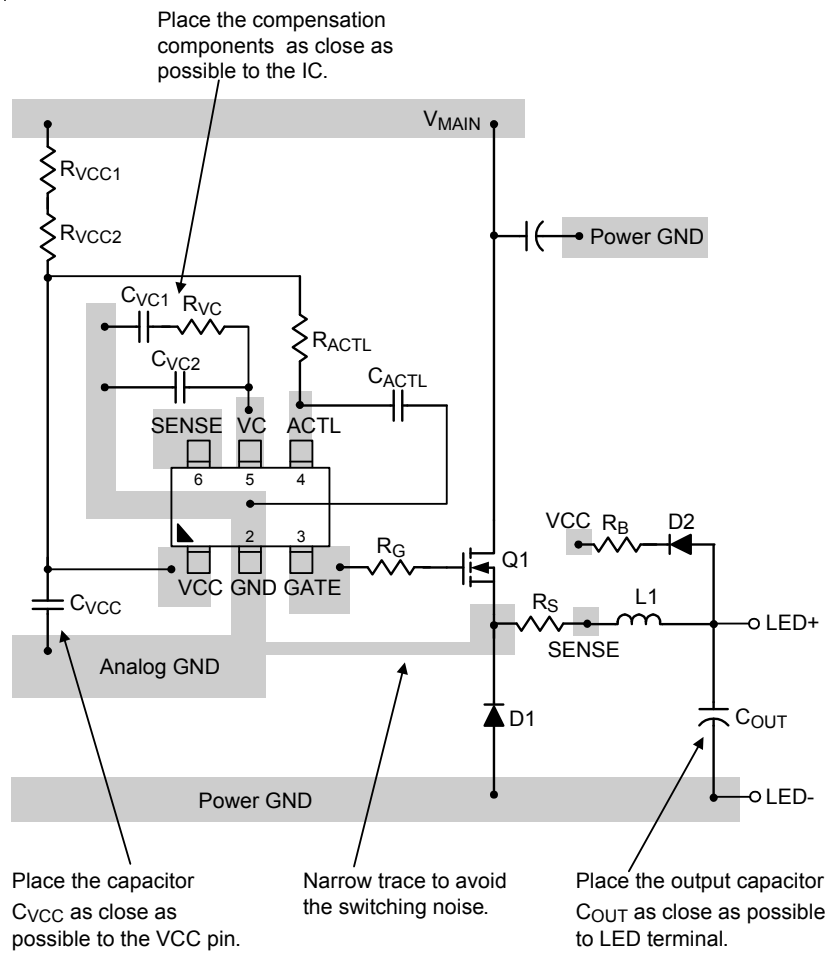 Place the compensation
components as close as
possible to the IC.
VMAIN
RVCC1
RVCC2
Power GND
CVC1
RVC
RACTL
CVC2
CACTL
SENSE VC ACTL
6 5 4
2 3
VCC GND GATE
RG
Q1
VCC RB D2
CVCC
RS
L1
LED+
SENSE
Analog GND
D1
COUT
Power GND
LED-
Place the capacitor
CVCC as close as
possible to the VCC pin.
Narrow trace to avoid
the switching noise.
Place the output capacitor
COUT as close as possible
to LED terminal.